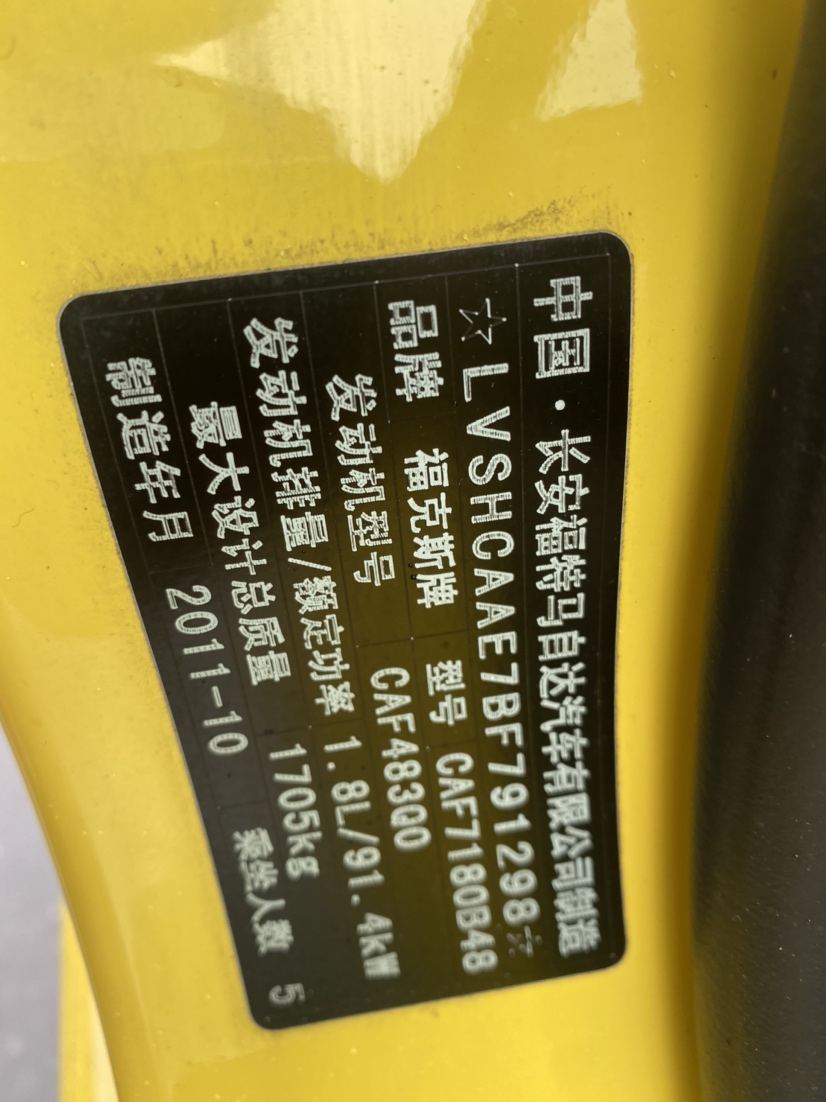 中国·长安福特马自达汽车有限公司制造
☆LVSHCAAE7BF791298☆
品牌 福克斯牌 型号 CAF7180B48
发动机型号 CAF483Q0
发动机排量/额定功率 1.8L/91.4kW
最大设计总质量 1705kg
制造年月 2011-10 乘坐人数 5